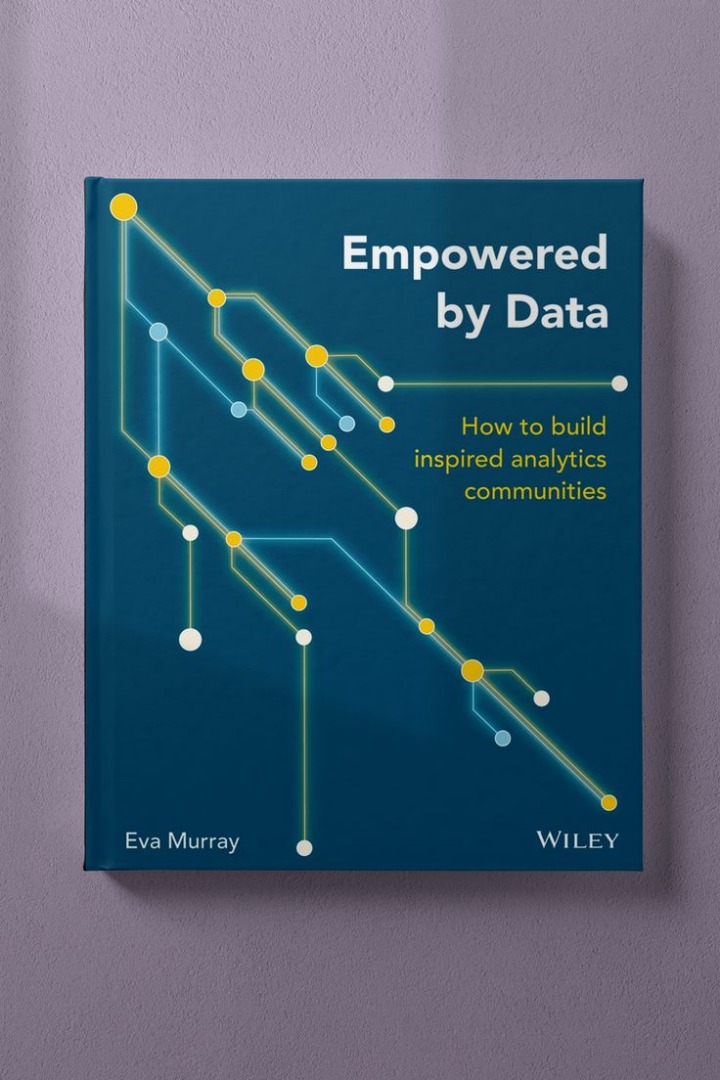 Empowered
by Data
How to build
inspired analytics
communities
Eva Murray
WILEY